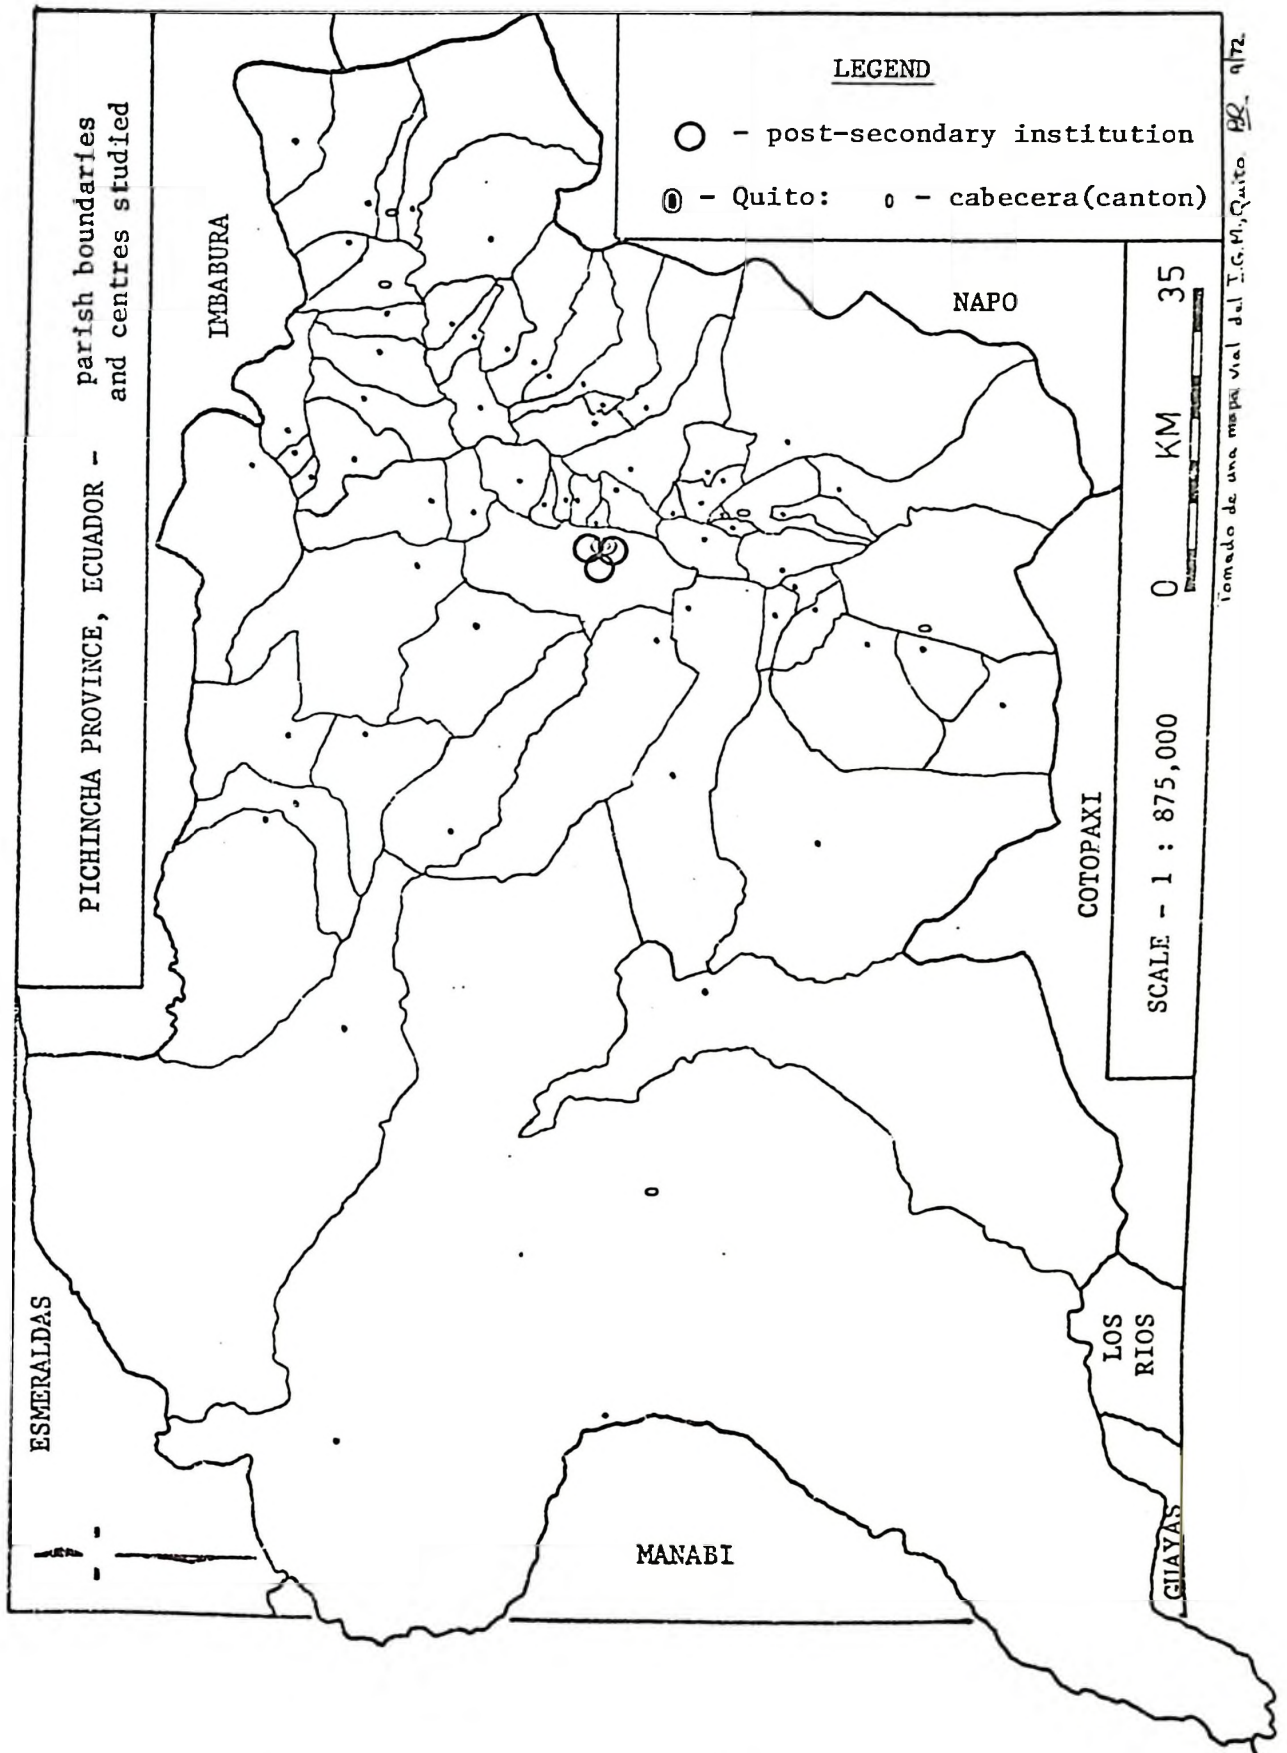 PICHINCHA PROVINCE, ECUADOR - parish boundaries
and centres studied
LEGEND
- post-secondary institution
- Quito: - cabecera(canton)
ESMERALDAS
IMBABURA
NAPO
COTOPAXI
LOS
RIOS
GUAYAS
MANABI
SCALE - 1 : 875,000
0 KM 35
Tomado de una mapa vial del I.G.M., Quito 9/72